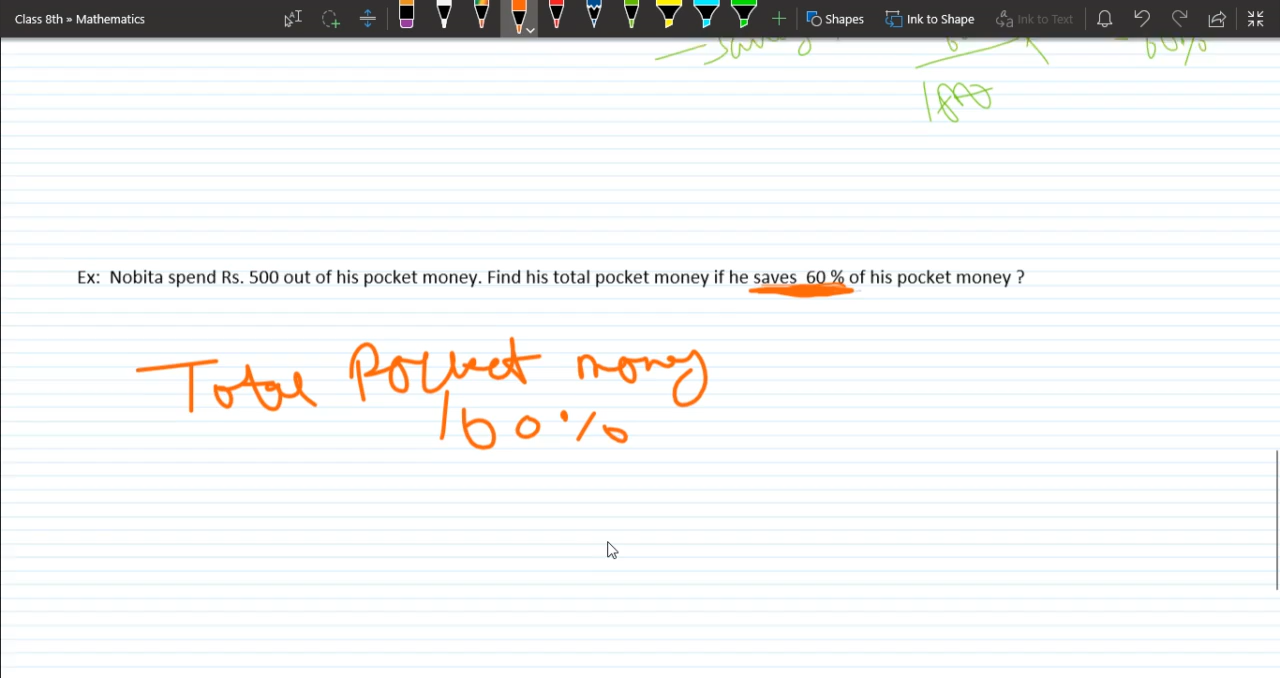 Class 8th » Mathematics
Shapes
Ink to Shape
Ink to Text
60%
Ex: Nobita spend Rs. 500 out of his pocket money. Find his total pocket money if he saves 60 % of his pocket money ?
Total Pocket money
100%